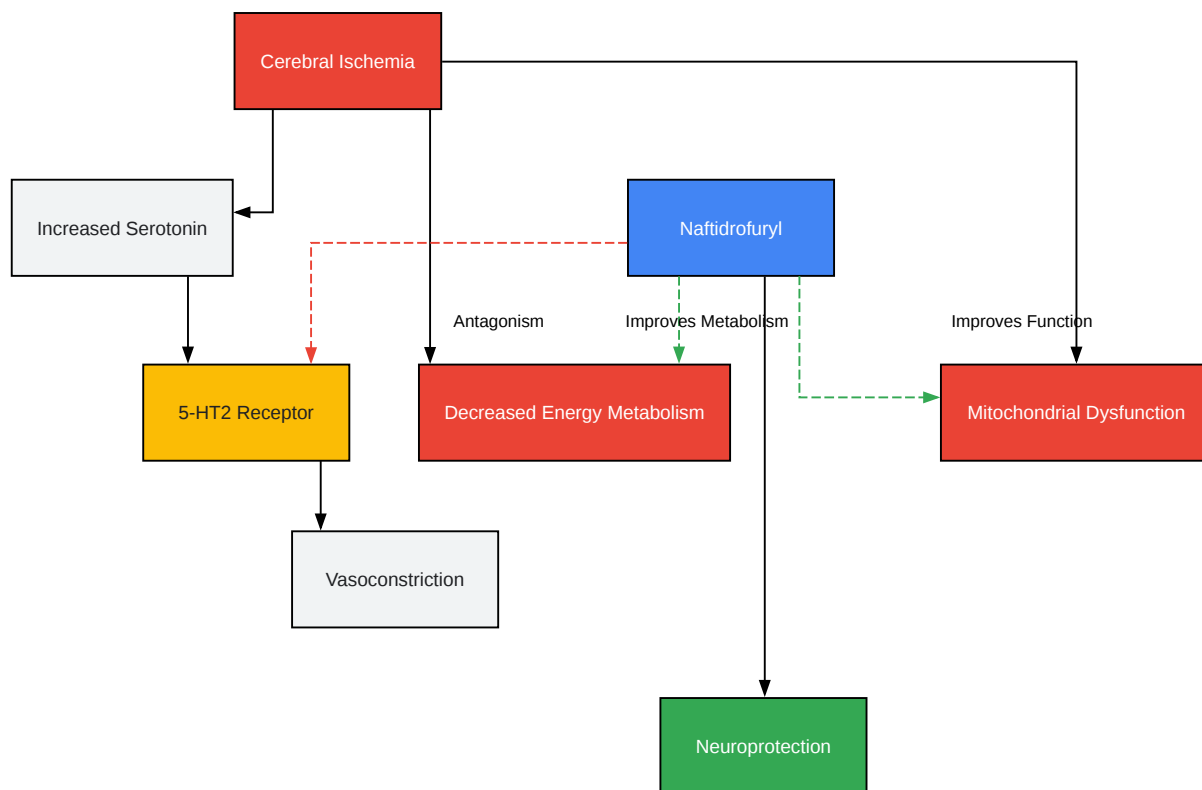 Cerebral Ischemia
Increased Serotonin
Naftidrofuryl
Antagonism
Improves Metabolism
Improves Function
5-HT2 Receptor
Decreased Energy Metabolism
Mitochondrial Dysfunction
Vasoconstriction
Neuroprotection